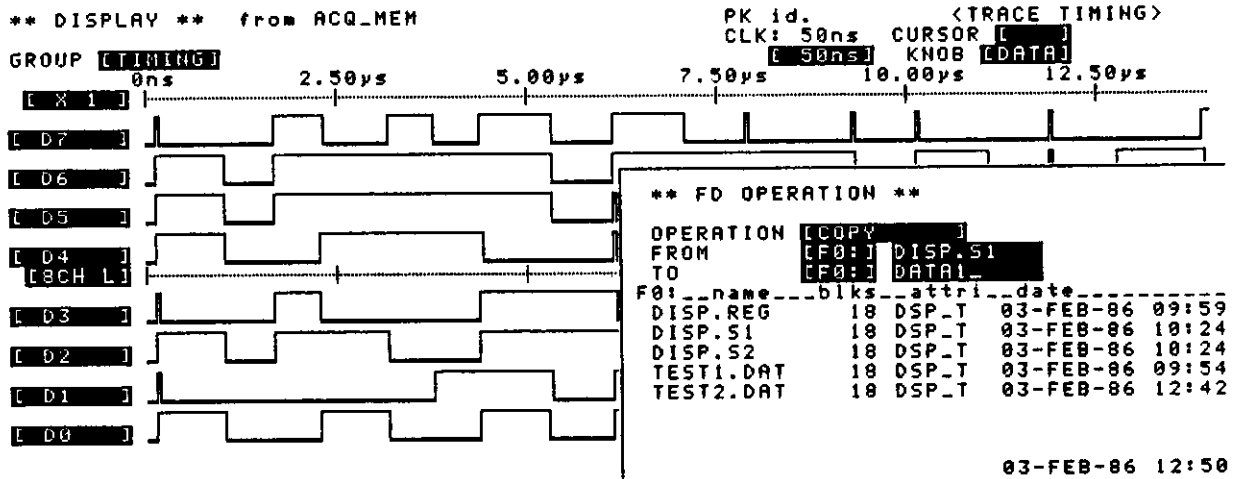 ** DISPLAY ** from ACQ_MEM PK id. <TRACE TIMING>
CLK: 50ns CURSOR [ ]
GROUP [TIMING] [ 50ns] KNOB [DATA]
0ns 2.50µs 5.00µs 7.50µs 10.00µs 12.50µs
[ X 1 ]
[ D7 ]
[ D6 ]
[ D5 ]
[ D4 ]
[8CH L]
[ D3 ]
[ D2 ]
[ D1 ]
[ D0 ]
** FD OPERATION **
OPERATION [COPY ]
FROM [F0:] DISP.S1
TO [F0:] DATA1_
F0:__name___blks__attri__date__________
DISP.REG 18 DSP_T 03-FEB-86 09:59
DISP.S1 18 DSP_T 03-FEB-86 10:24
DISP.S2 18 DSP_T 03-FEB-86 10:24
TEST1.DAT 18 DSP_T 03-FEB-86 09:54
TEST2.DAT 18 DSP_T 03-FEB-86 12:42
03-FEB-86 12:50